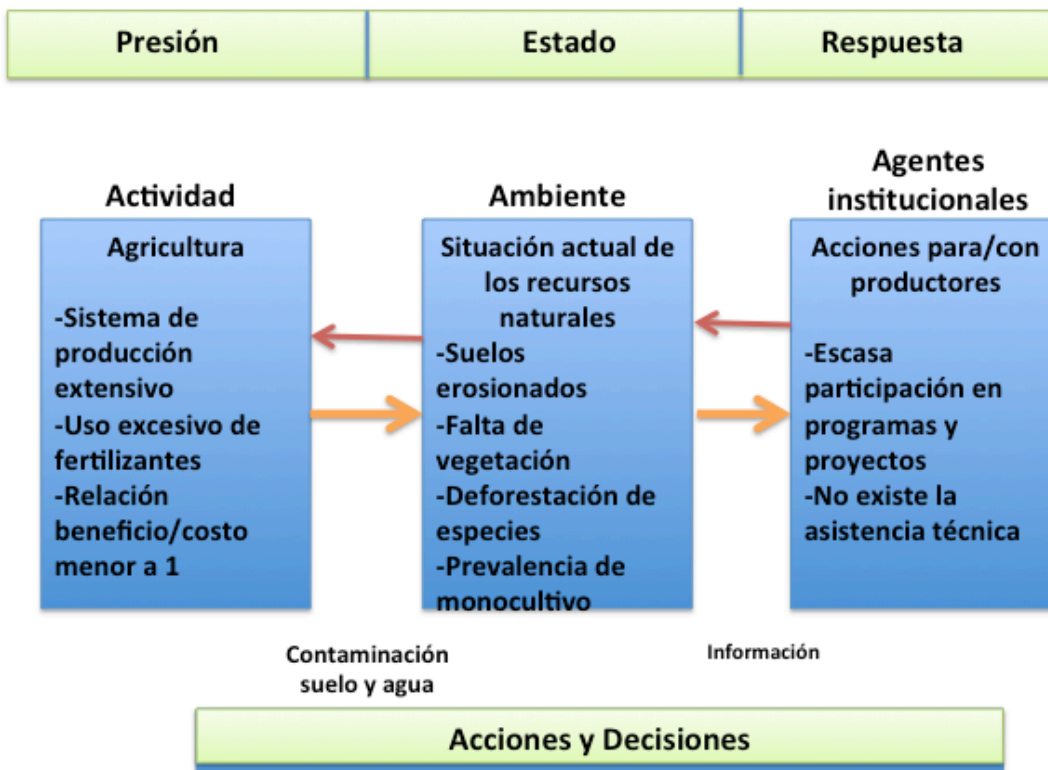 Presión
Estado
Respuesta
Actividad
Agricultura
-Sistema de
producción
extensivo
-Uso excesivo de
fertilizantes
-Relación
beneficio/costo
menor a 1
Ambiente
Situación actual de
los recursos
naturales
-Suelos
erosionados
-Falta de
vegetación
-Deforestación de
especies
-Prevalencia de
monocultivo
Agentes
institucionales
Acciones para/con
productores
-Escasa
participación en
programas y
proyectos
-No existe la
asistencia técnica
Contaminación
suelo y agua
Información
Acciones y Decisiones